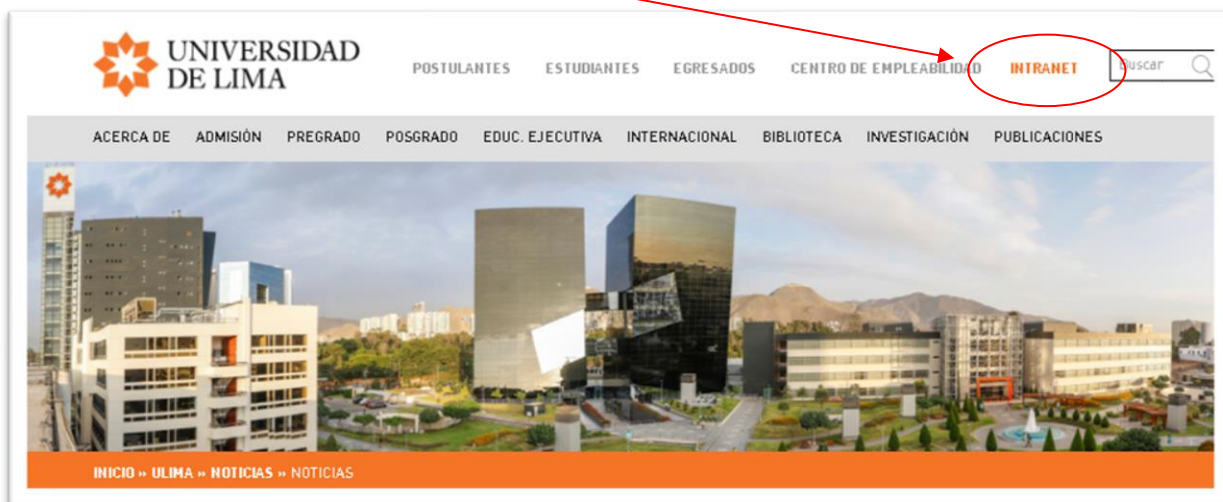 UNIVERSIDAD
DE LIMA
POSTULANTES ESTUDIANTES EGRESADOS CENTRO DE EMPLEABILIDAD INTRANET Buscar
ACERCA DE ADMISIÓN PREGRADO POSGRADO EDUC. EJECUTIVA INTERNACIONAL BIBLIOTECA INVESTIGACIÓN PUBLICACIONES
INICIO » ULIMA » NOTICIAS » NOTICIAS